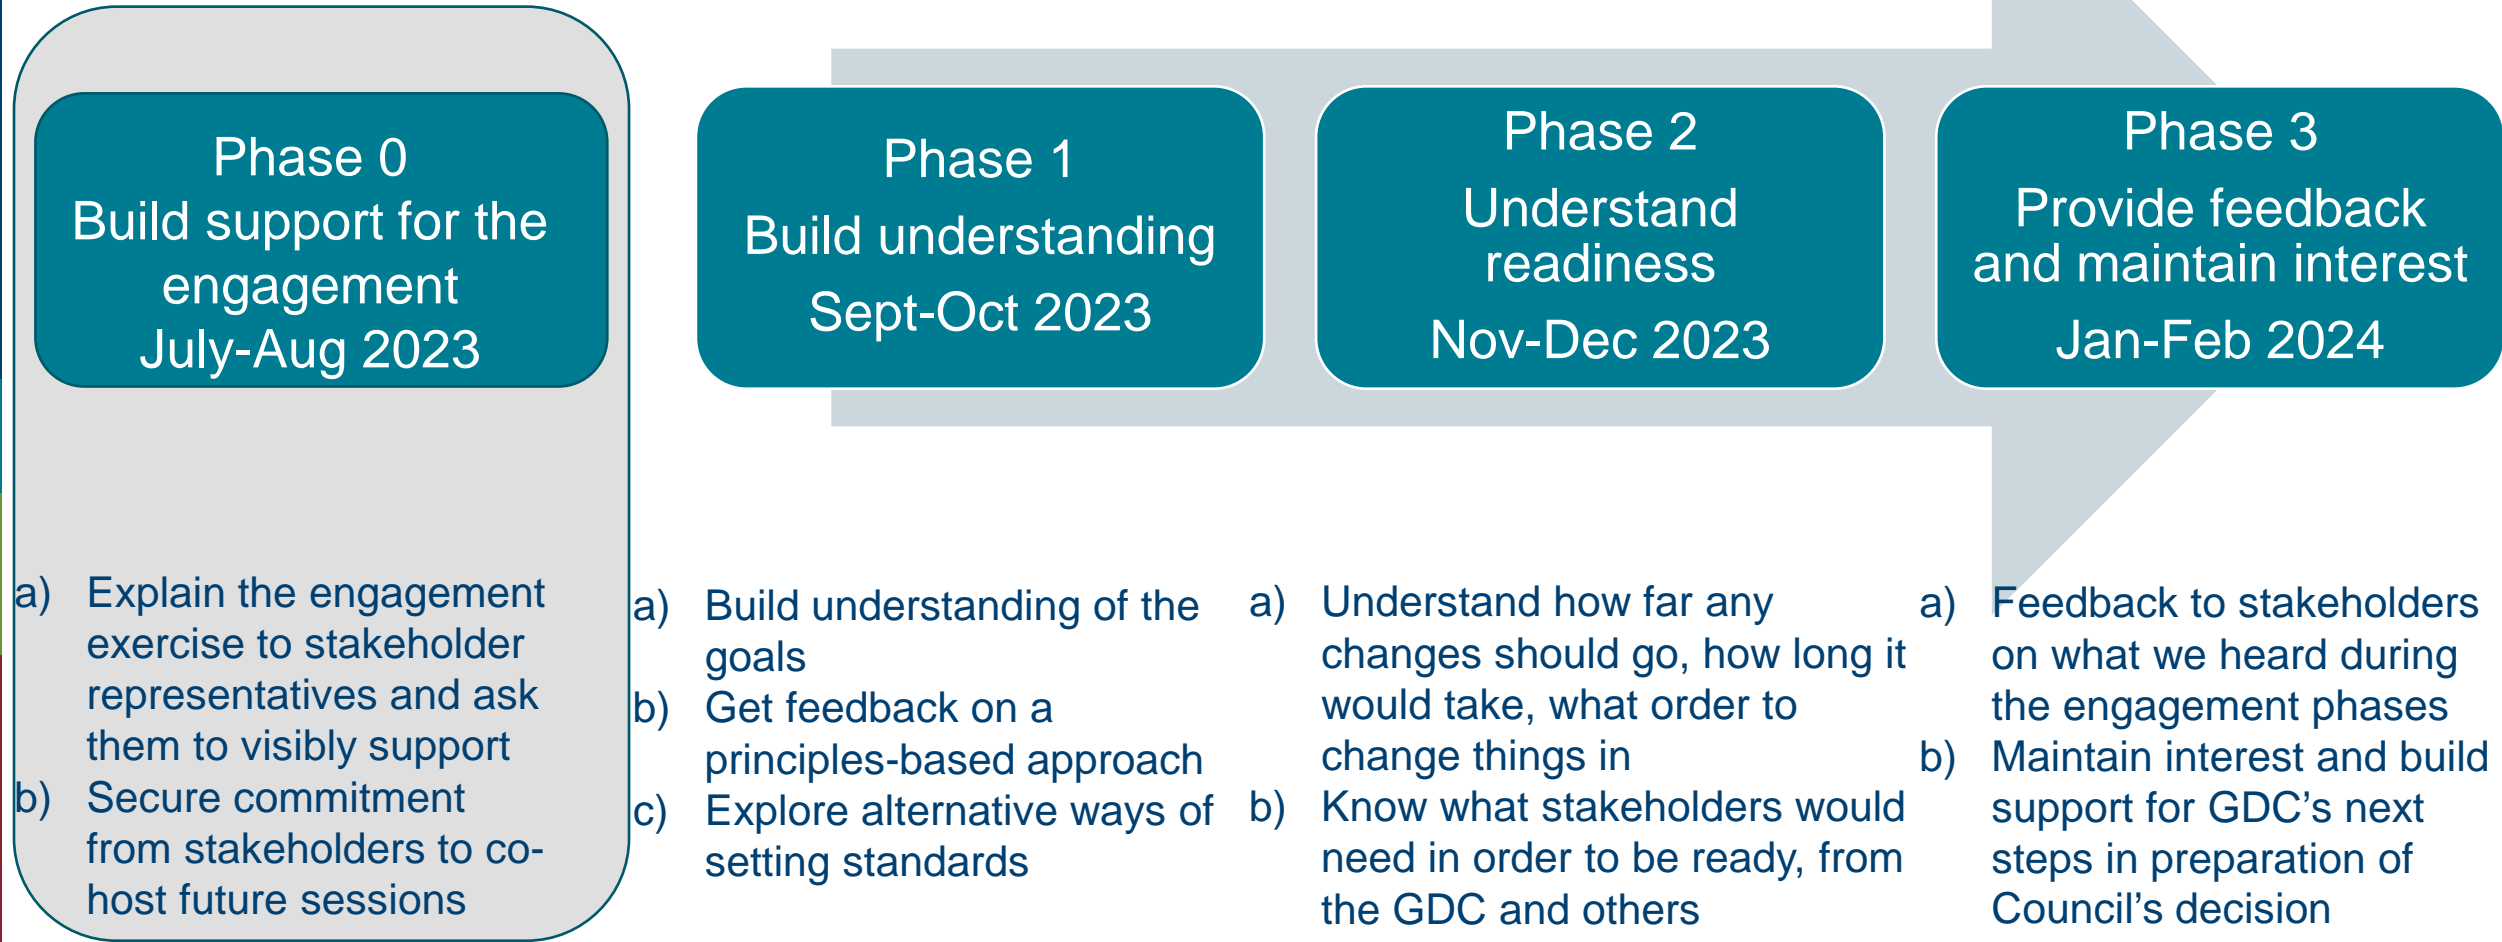 Phase 0
Build support for the
engagement
July-Aug 2023
Phase 1
Build understanding
Sept-Oct 2023
Phase 2
Understand
readiness
Nov-Dec 2023
Phase 3
Provide feedback
and maintain interest
Jan-Feb 2024
a) Explain the engagement
exercise to stakeholder
representatives and ask
them to visibly support
b) Secure commitment
from stakeholders to co-
host future sessions
a) Build understanding of the
goals
b) Get feedback on a
principles-based approach
c) Explore alternative ways of
setting standards
a) Understand how far any
changes should go, how long it
would take, what order to
change things in
b) Know what stakeholders would
need in order to be ready, from
the GDC and others
a) Feedback to stakeholders
on what we heard during
the engagement phases
b) Maintain interest and build
support for GDC’s next
steps in preparation of
Council’s decision